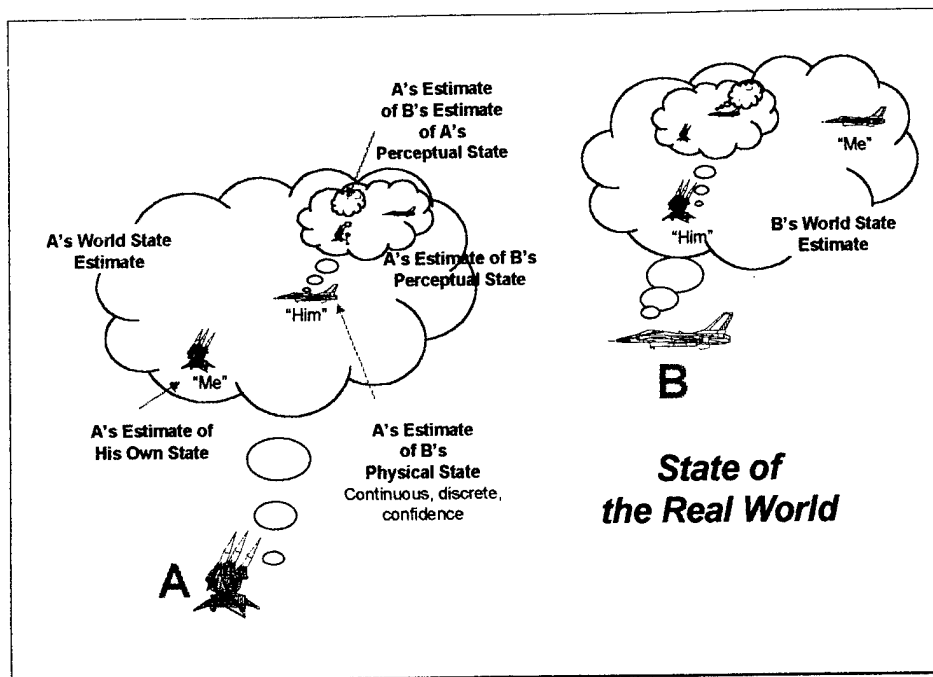 A's Estimate
of B's Estimate
of A's
Perceptual State
A's World State
Estimate
A's Estimate of B's
Perceptual State
"Him"
"Me"
A's Estimate of
His Own State
A's Estimate
of B's
Physical State
Continuous, discrete,
confidence
A
"Me"
"Him"
B's World State
Estimate
B
State of
the Real World